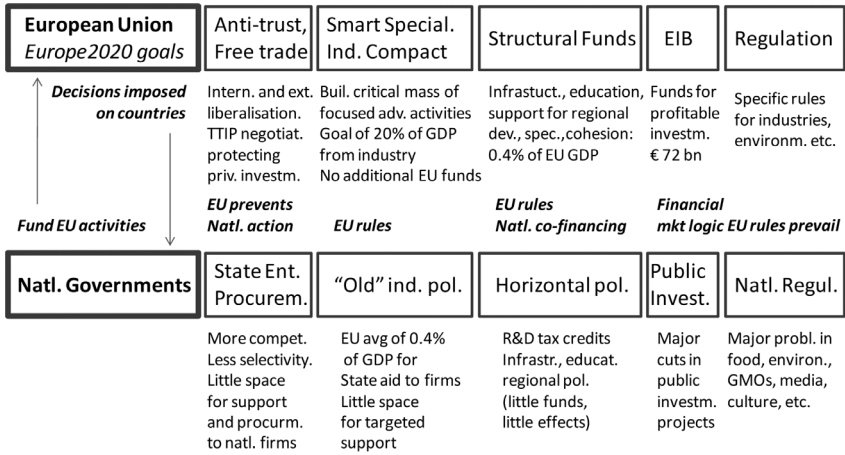 European Union
Europe2020 goals
Anti-trust,
Free trade
Smart Special.
Ind. Compact
Structural Funds
EIB
Regulation
Decisions imposed
on countries
Intern. and ext.
liberalisation.
TTIP negotiat.
protecting
priv. investm.
Buil. critical mass of
focused adv. activities
Goal of 20% of GDP
from industry
No additional EU funds
Infrastuct., education,
support for regional
dev., spec.,cohesion:
0.4% of EU GDP
Funds for
profitable
investm.
€ 72 bn
Specific rules
for industries,
environm. etc.
Fund EU activities
EU prevents
Natl. action
EU rules
EU rules
Natl. co-financing
Financial
mkt logic
EU rules prevail
Natl. Governments
State Ent.
Procurem.
“Old” ind. pol.
Horizontal pol.
Public
Invest.
Natl. Regul.
More compet.
Less selectivity.
Little space
for support
and procurm.
to natl. firms
EU avg of 0.4%
of GDP for
State aid to firms
Little space
for targeted
support
R&D tax credits
Infrastr., educat.
regional pol.
(little funds,
little effects)
Major
cuts in
public
investm.
projects
Major probl. in
food, environ.,
GMOs, media,
culture, etc.